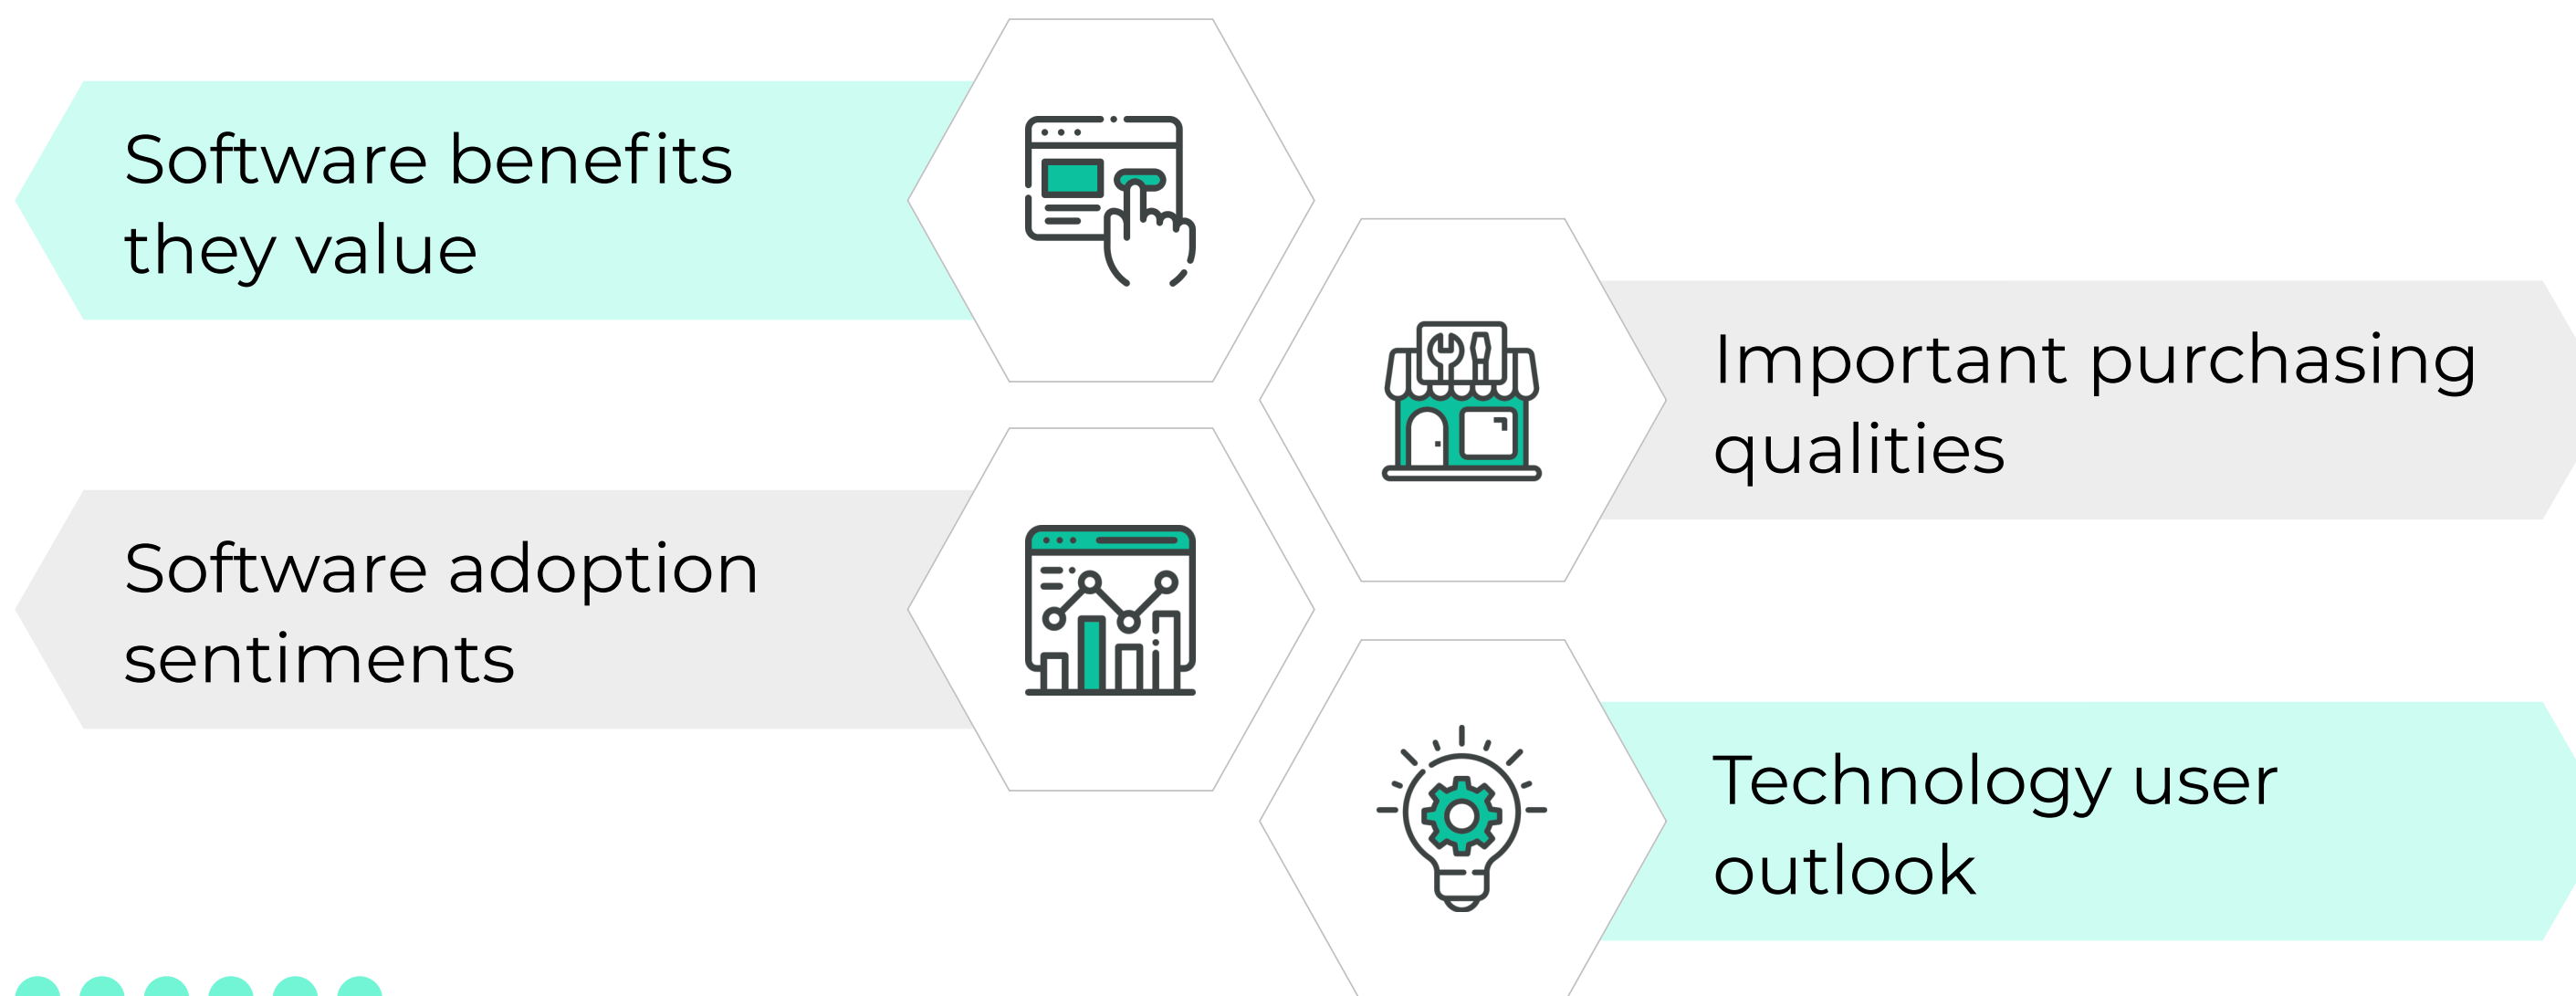 Software benefits
they value
Important purchasing
qualities
Software adoption
sentiments
Technology user
outlook